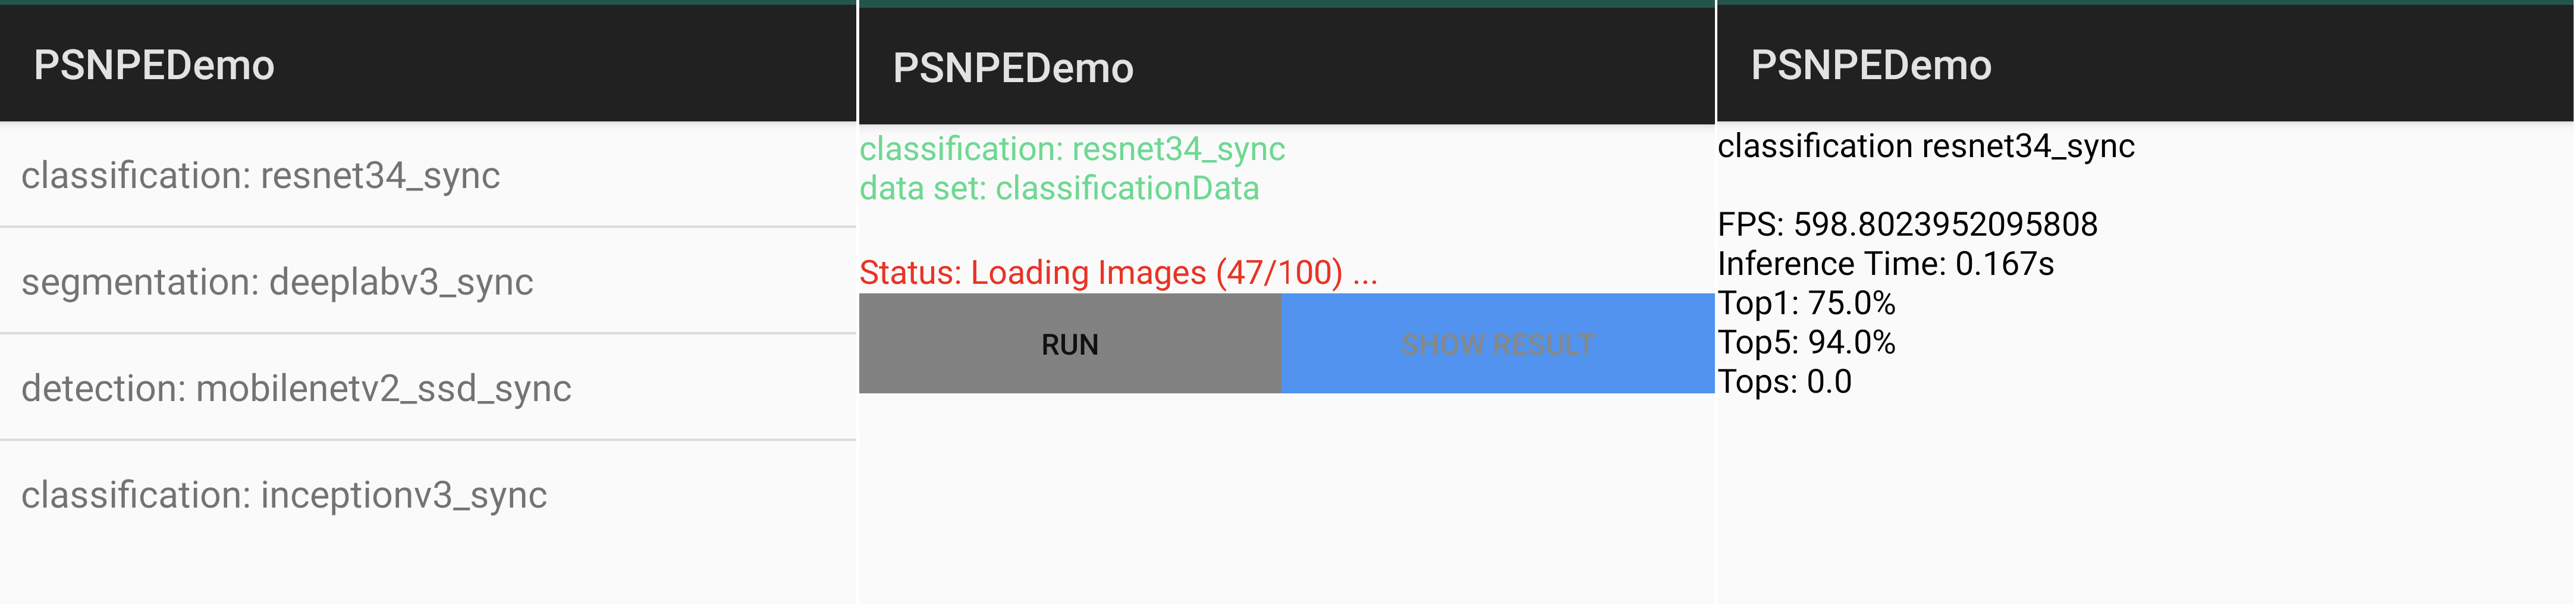 PSNPEDemo
classification: resnet34_sync
segmentation: deeplabv3_sync
detection: mobilenetv2_ssd_sync
classification: inceptionv3_sync
PSNPEDemo
classification: resnet34_sync
data set: classificationData
Status: Loading Images (47/100) ...
RUN
SHOW RESULT
PSNPEDemo
classification resnet34_sync
FPS: 598.8023952095808
Inference Time: 0.167s
Top1: 75.0%
Top5: 94.0%
Tops: 0.0